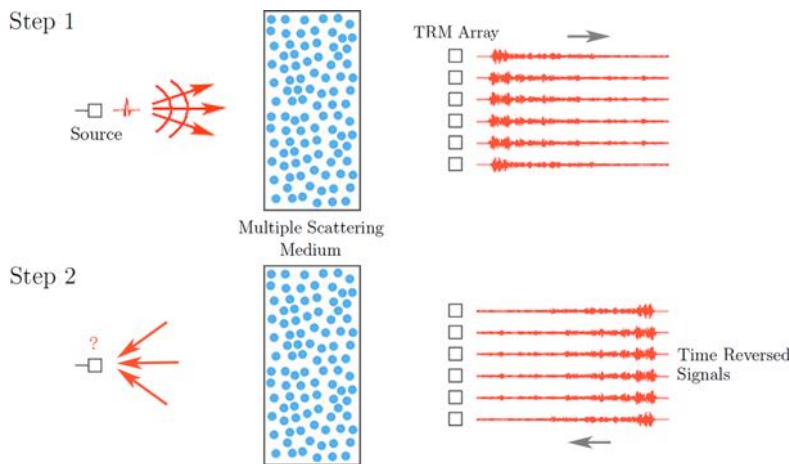 Step 1
TRM Array
Source
Multiple Scattering
Medium
Step 2
?
Time Reversed
Signals